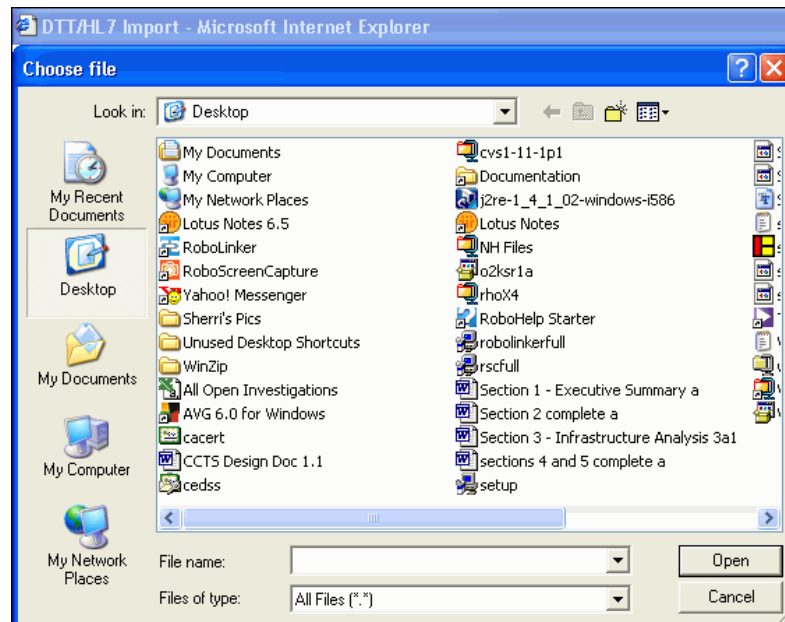 DTT/HL7 Import - Microsoft Internet Explorer
Choose file
Look in:
Desktop
My Recent
Documents
Desktop
My Documents
My Computer
My Network
Places
My Documents
My Computer
My Network Places
Lotus Notes 6.5
RoboLinker
RoboScreenCapture
Yahoo! Messenger
Sherri's Pics
Unused Desktop Shortcuts
WinZip
All Open Investigations
AVG 6.0 for Windows
cacert
CCTS Design Doc 1.1
cedss
cvs1-11-1p1
Documentation
j2re-1_4_1_02-windows-i586
Lotus Notes
NH Files
o2ksr1a
rhoX4
RoboHelp Starter
robolinkerfull
rscfull
Section 1 - Executive Summary a
Section 2 complete a
Section 3 - Infrastructure Analysis 3a1
sections 4 and 5 complete a
setup
File name:
Open
Files of type:
All Files (*.*)
Cancel